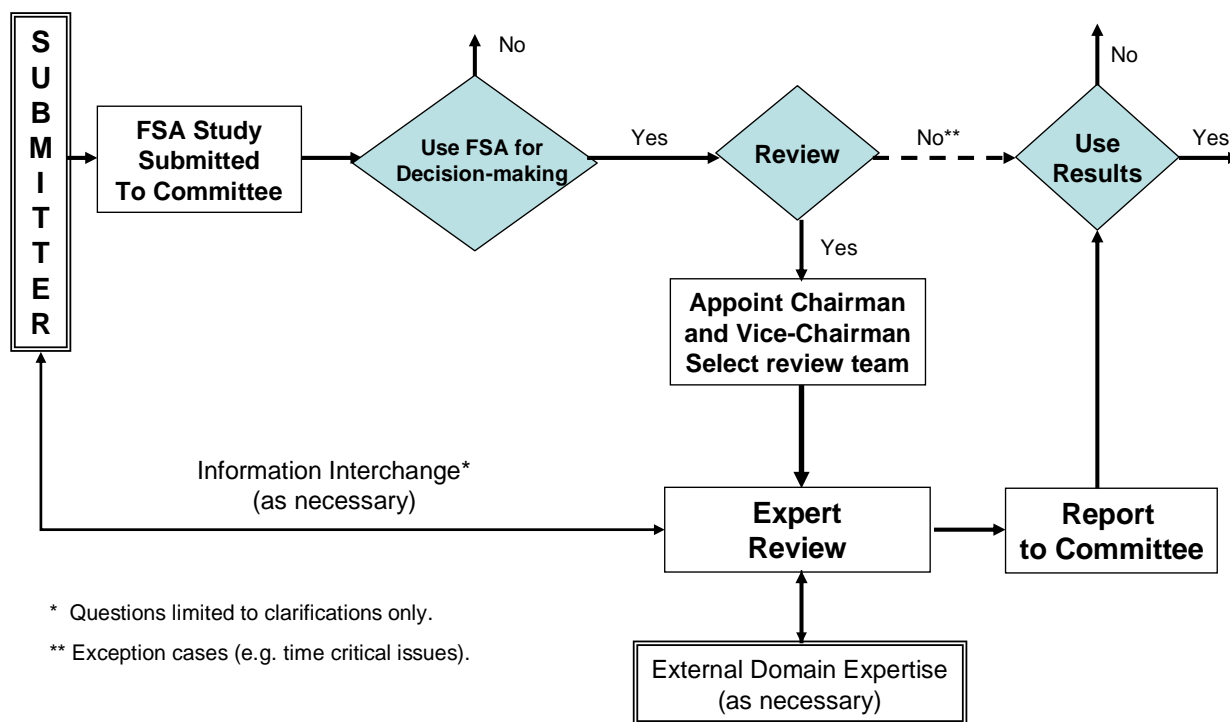 SUBMITTER
FSA Study
Submitted
To Committee
Use FSA for
Decision-making
No
Yes
Review
No**
Use
Results
No
Yes
Yes
Appoint Chairman
and Vice-Chairman
Select review team
Information Interchange*
(as necessary)
Expert
Review
Report
to Committee
* Questions limited to clarifications only.
** Exception cases (e.g. time critical issues).
External Domain Expertise
(as necessary)